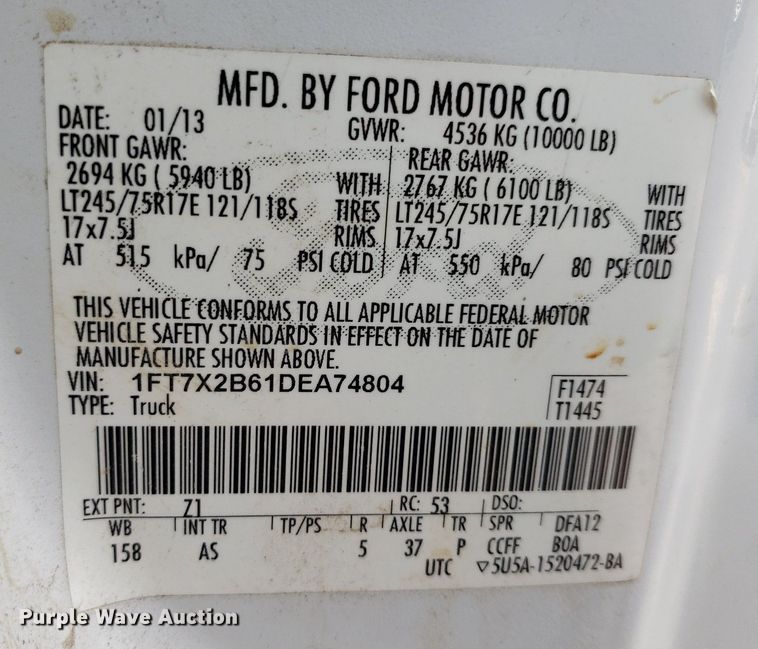 MFD. BY FORD MOTOR CO.
DATE: 01/13 GVWR: 4536 KG (10000 LB)
FRONT GAWR: REAR GAWR:
2694 KG ( 5940 LB) WITH 2767 KG ( 6100 LB) WITH
LT245/75R17E 121/118S TIRES LT245/75R17E 121/118S TIRES
17x7.5J RIMS 17x7.5J RIMS
AT 515 kPa/ 75 PSI COLD AT 550 kPa/ 80 PSI COLD
THIS VEHICLE CONFORMS TO ALL APPLICABLE FEDERAL MOTOR
VEHICLE SAFETY STANDARDS IN EFFECT ON THE DATE OF
MANUFACTURE SHOWN ABOVE.
VIN: 1FT7X2B61DEA74804 F1474
TYPE: Truck T1445
EXT PNT: Z1 RC: 53 DSO:
WB INT TR TP/PS R AXLE TR SPR DFA12
158 AS 5 37 P CCFF BOA
UTC ▽5U5A-1520472-BA
Purple Wave Auction